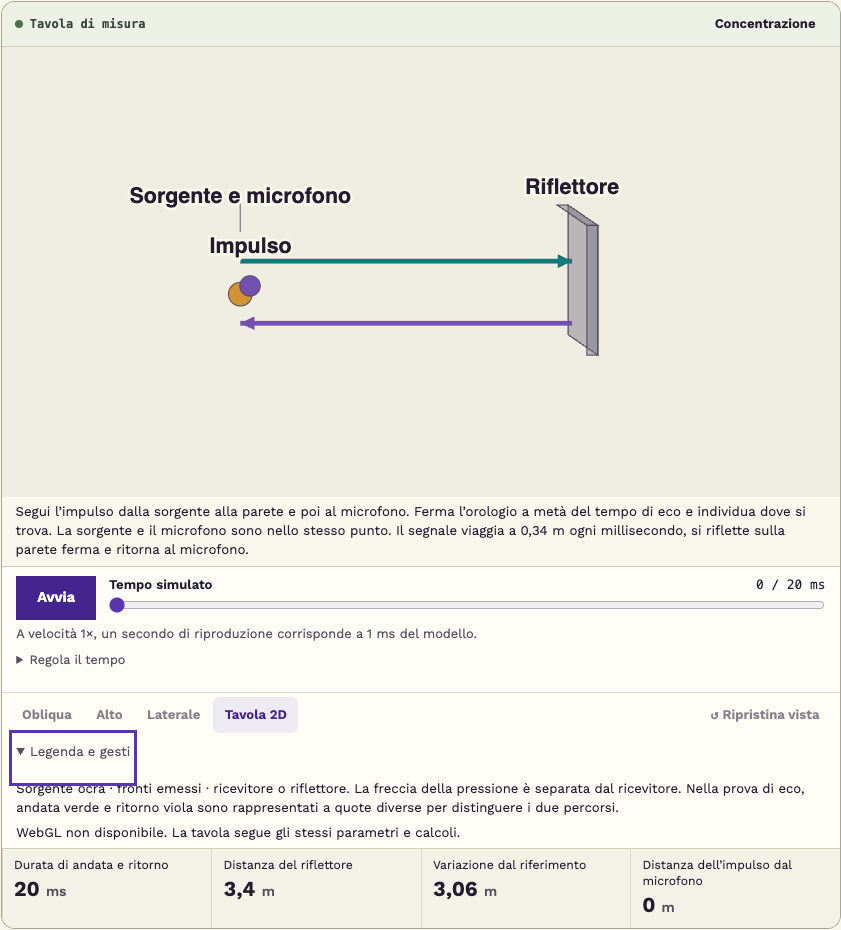 Tavola di misura
Concentrazione
Sorgente e microfono
Riflettore
Impulso
Segui l’impulso dalla sorgente alla parete e poi al microfono. Ferma l’orologio a metà del tempo di eco e individua dove si
trova. La sorgente e il microfono sono nello stesso punto. Il segnale viaggia a 0,34 m ogni millisecondo, si riflette sulla
parete ferma e ritorna al microfono.
Avvia
Tempo simulato
0 / 20 ms
A velocità 1×, un secondo di riproduzione corrisponde a 1 ms del modello.
▶ Regola il tempo
Obliqua
Alto
Laterale
Tavola 2D
↺ Ripristina vista
▼ Legenda e gesti
Sorgente ocra · fronti emessi · ricevitore o riflettore. La freccia della pressione è separata dal ricevitore. Nella prova di eco,
andata verde e ritorno viola sono rappresentati a quote diverse per distinguere i due percorsi.
WebGL non disponibile. La tavola segue gli stessi parametri e calcoli.
Durata di andata e ritorno
20 ms
Distanza del riflettore
3,4 m
Variazione dal riferimento
3,06 m
Distanza dell’impulso dal
microfono
0 m